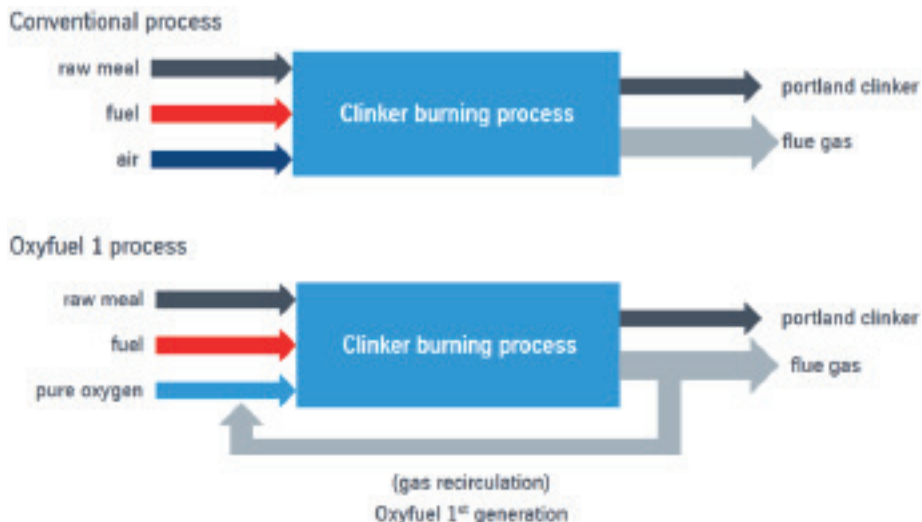 Conventional process
raw meal
fuel
air
Clinker burning process
portland clinker
flue gas
Oxyfuel 1 process
raw meal
fuel
pure oxygen
Clinker burning process
portland clinker
flue gas
(gas recirculation)
Oxyfuel 1st generation